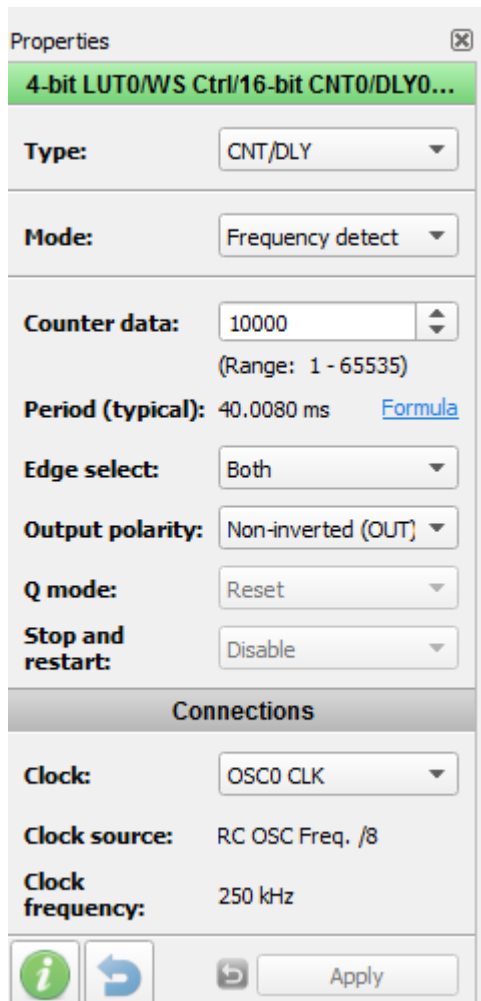 Properties
4-bit LUT0/WS Ctrl/16-bit CNT0/DLY0...
Type: CNT/DLY
Mode: Frequency detect
Counter data: 10000
(Range: 1 - 65535)
Period (typical): 40.0080 ms Formula
Edge select: Both
Output polarity: Non-inverted (OUT)
Q mode: Reset
Stop and
restart: Disable
Connections
Clock: OSC0 CLK
Clock source: RC OSC Freq. /8
Clock
frequency: 250 kHz
Apply